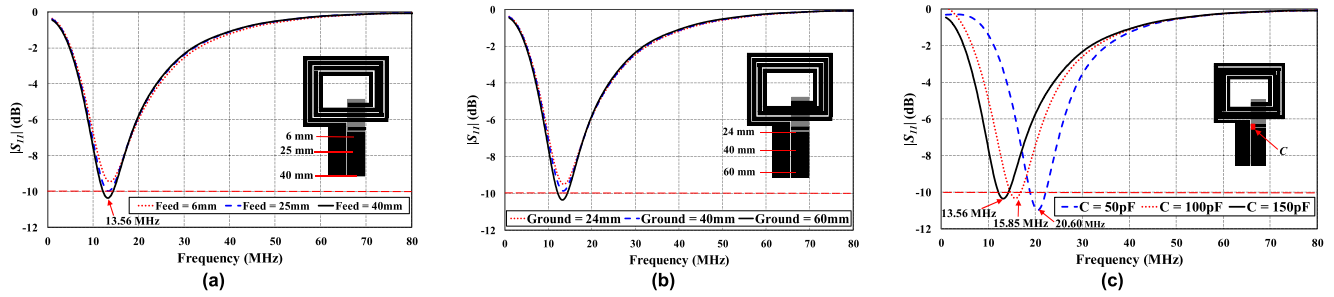 0
-2
-4
-6
-8
-10
-12
|S11| (dB)
6 mm
25 mm
40 mm
Feed = 6mm Feed = 25mm Feed = 40mm
13.56 MHz
0 10 20 30 40 50 60 70 80
Frequency (MHz)
(a)
0
-2
-4
-6
-8
-10
-12
|S11| (dB)
24 mm
40 mm
60 mm
Ground = 24mm Ground = 40mm Ground = 60mm
0 10 20 30 40 50 60 70 80
Frequency (MHz)
(b)
0
-2
-4
-6
-8
-10
-12
|S11| (dB)
C
C = 50pF C = 100pF C = 150pF
13.56 MHz
15.85 MHz
20.60 MHz
0 10 20 30 40 50 60 70 80
Frequency (MHz)
(c)